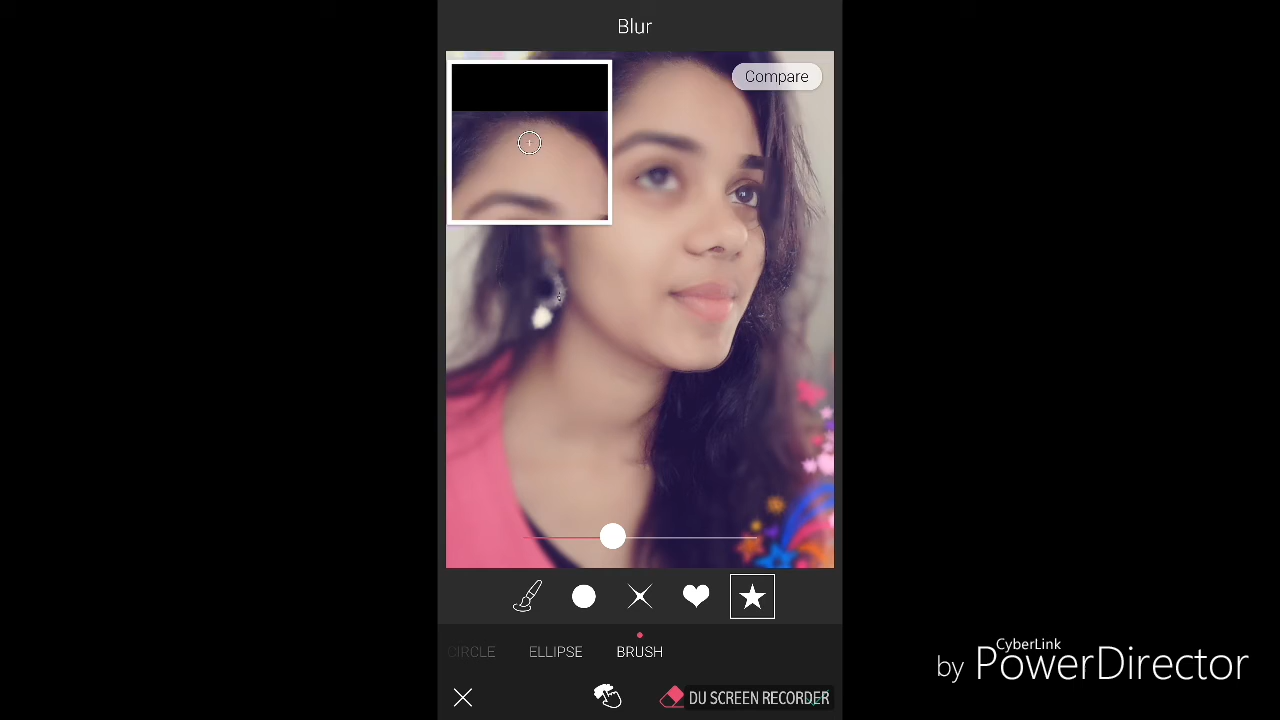 Blur
Compare
CIRCLE ELLIPSE BRUSH
DU SCREEN RECORDER
by CyberLink PowerDirector